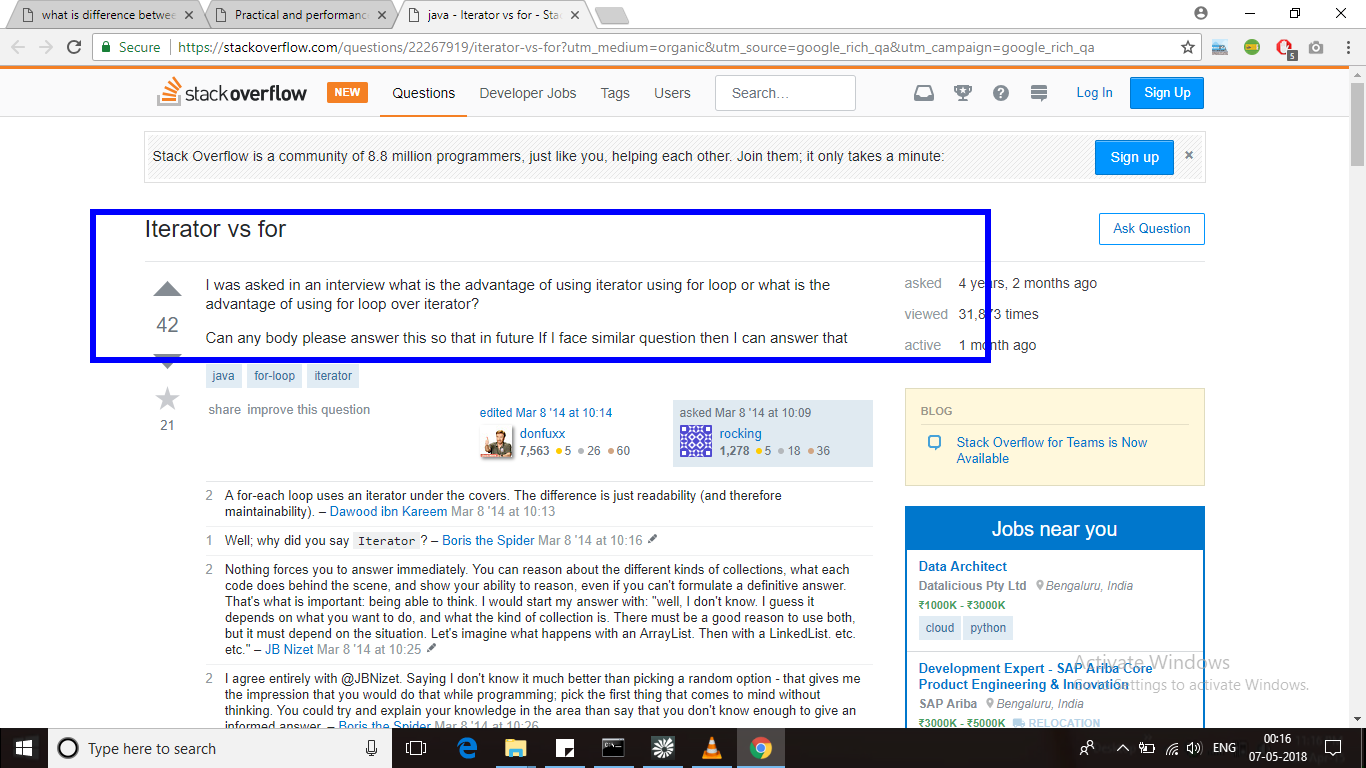 what is difference betwee
Practical and performanc
java - Iterator vs for - Sta
Secure https://stackoverflow.com/questions/22267919/iterator-vs-for?utm_medium=organic&utm_source=google_rich_qa&utm_campaign=google_rich_qa
5
stackoverflow NEW Questions Developer Jobs Tags Users Search... Log In Sign Up
Stack Overflow is a community of 8.8 million programmers, just like you, helping each other. Join them; it only takes a minute: Sign up ×
Iterator vs for
Ask Question
I was asked in an interview what is the advantage of using iterator using for loop or what is the
advantage of using for loop over iterator?
Can any body please answer this so that in future If I face similar question then I can answer that
42
21
java for-loop iterator
share improve this question
edited Mar 8 '14 at 10:14
donfuxx
7,563 5 26 60
asked Mar 8 '14 at 10:09
rocking
1,278 5 18 36
2 A for-each loop uses an iterator under the covers. The difference is just readability (and therefore
maintainability). – Dawood ibn Kareem Mar 8 '14 at 10:13
1 Well; why did you say Iterator ? – Boris the Spider Mar 8 '14 at 10:16
2 Nothing forces you to answer immediately. You can reason about the different kinds of collections, what each
code does behind the scene, and show your ability to reason, even if you can't formulate a definitive answer.
That's what is important: being able to think. I would start my answer with: "well, I don't know. I guess it
depends on what you want to do, and what the kind of collection is. There must be a good reason to use both,
but it must depend on the situation. Let's imagine what happens with an ArrayList. Then with a LinkedList. etc.
etc." – JB Nizet Mar 8 '14 at 10:25
2 I agree entirely with @JBNizet. Saying I don't know it much better than picking a random option - that gives me
the impression that you would do that while programming; pick the first thing that comes to mind without
thinking. You could try and explain your knowledge in the area than say that you don't know enough to give an
informed answer. – Boris the Spider Mar 8 '14 at 10:26
asked 4 years, 2 months ago
viewed 31,873 times
active 1 month ago
BLOG
Stack Overflow for Teams is Now
Available
Jobs near you
Data Architect
Datalicious Pty Ltd Bengaluru, India
₹1000K - ₹3000K
cloud python
Development Expert - SAP Ariba Core
Product Engineering & Innovation
SAP Ariba Bengaluru, India
₹3000K - ₹5000K RELOCATION
Activate Windows
Go to Settings to activate Windows.
Type here to search
ENG
00:16
07-05-2018